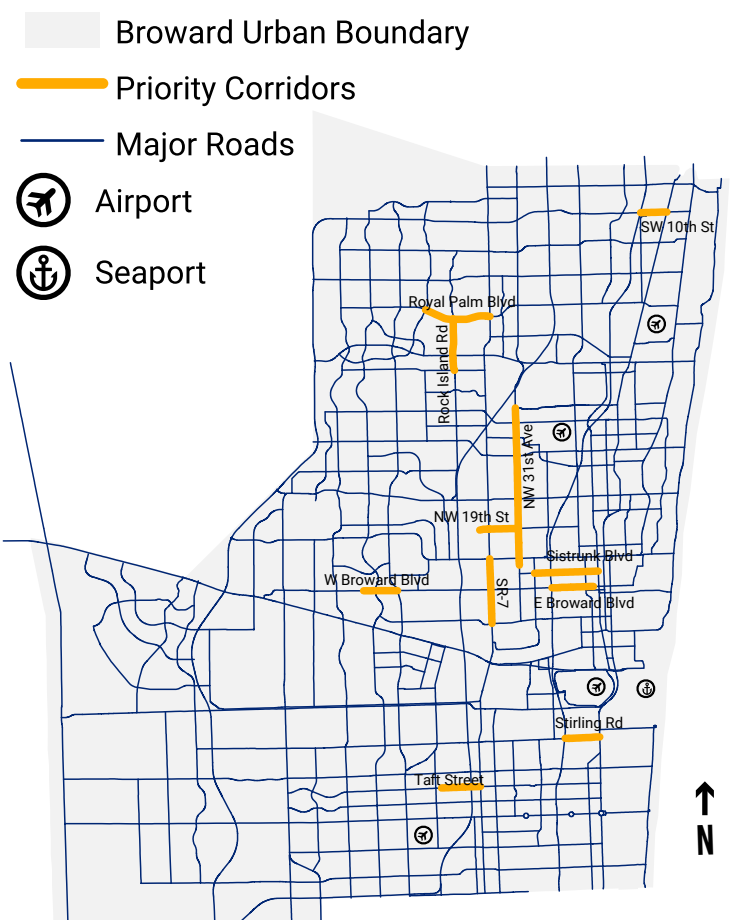 Broward Urban Boundary
Priority Corridors
Major Roads
Airport
Seaport
SW 10th St
Royal Palm Blvd
Rock Island Rd
NW 31st Ave
NW 19th St
Sistrunk Blvd
W Broward Blvd
SR-7
E Broward Blvd
Stirling Rd
Taft Street
N